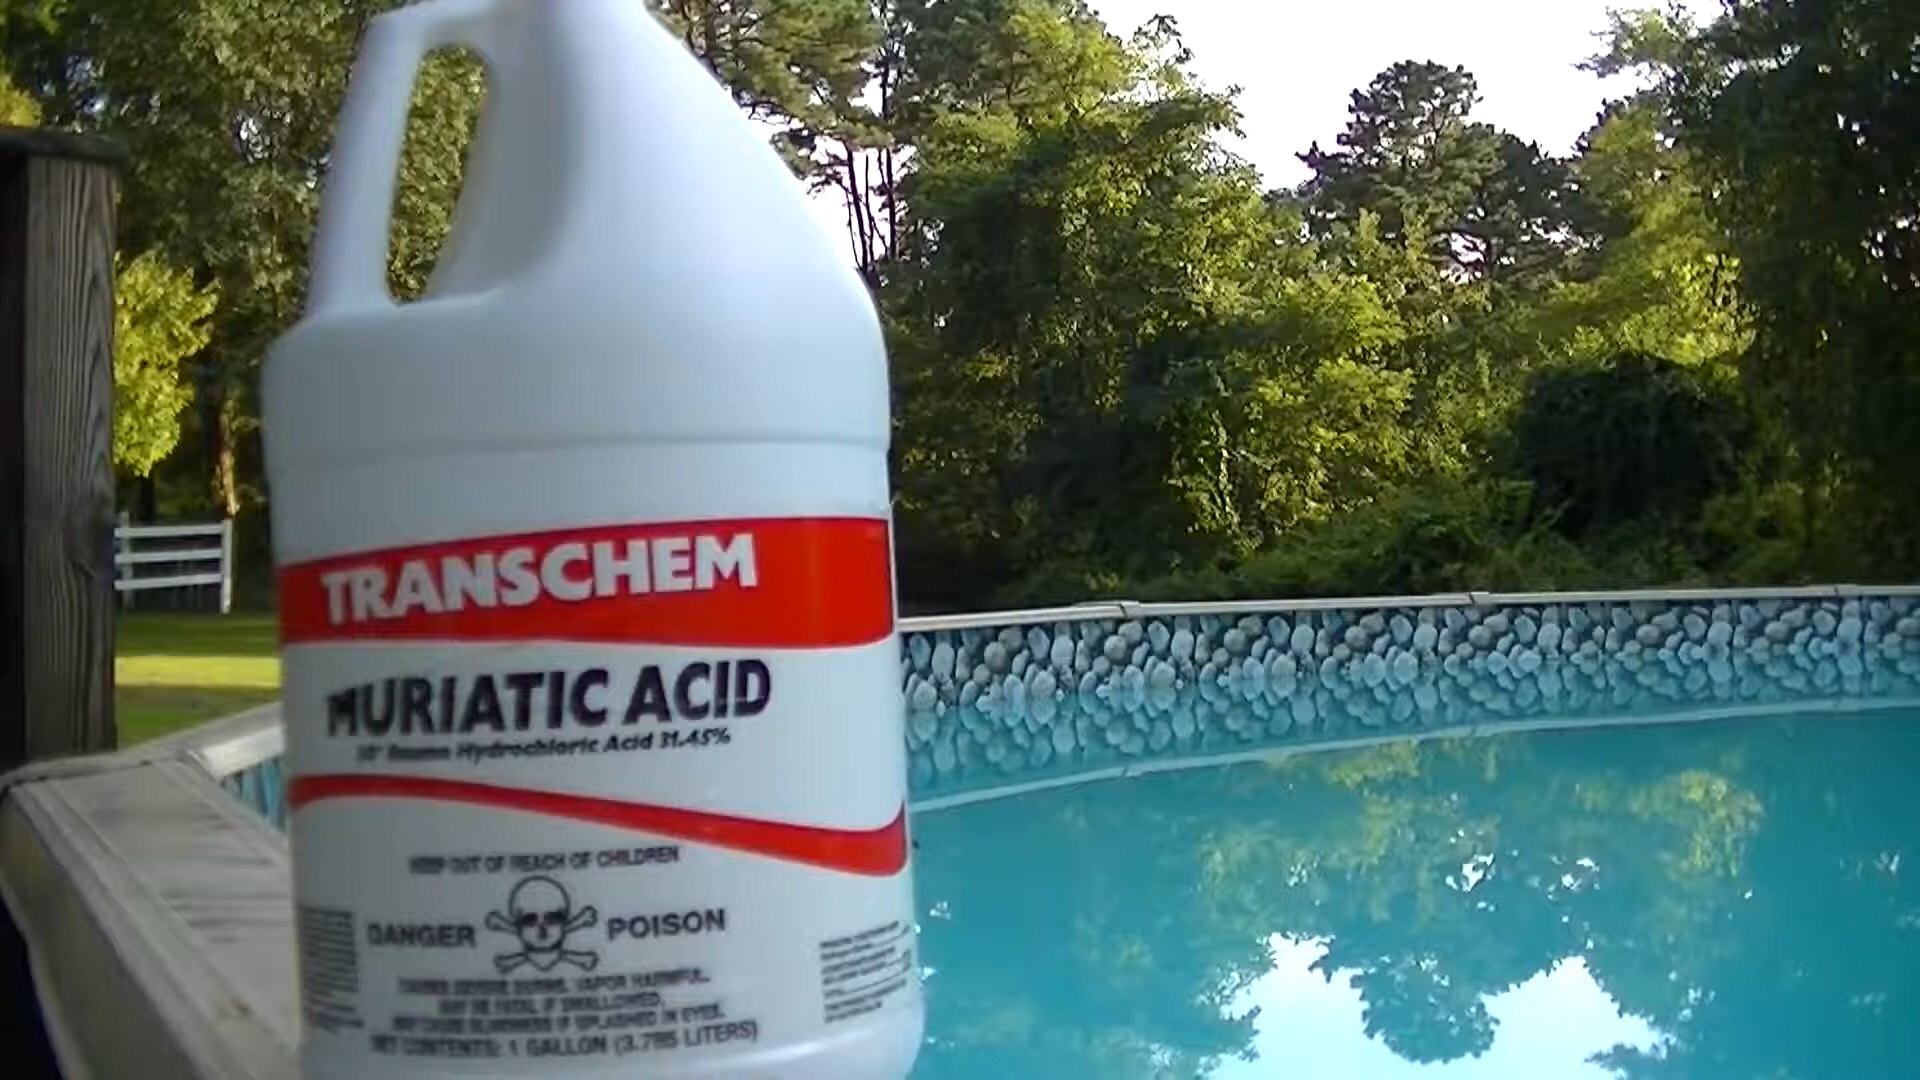 TRANSCHEM
MURIATIC ACID
Hydrochloric Acid 31.45%
KEEP OUT OF REACH OF CHILDREN
DANGER POISON
CAUSES SEVERE BURNS. VAPOR HARMFUL.
MAY BE FATAL IF SWALLOWED.
MAY CAUSE BLINDNESS IF SPLASHED IN EYES.
NET CONTENTS: 1 GALLON (3.785 LITERS)